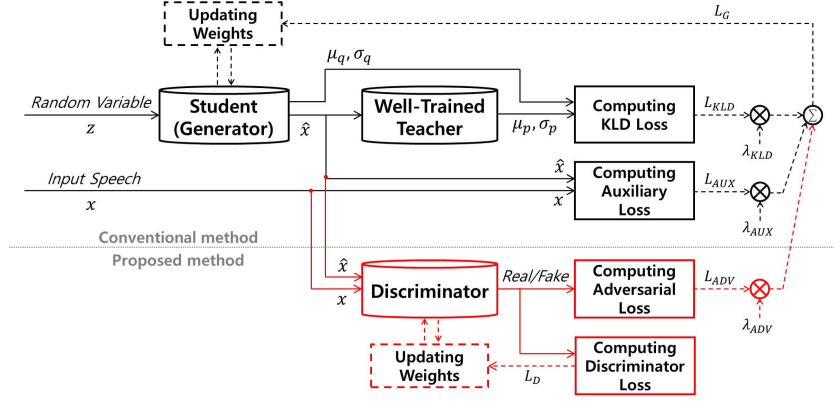 Updating
Weights
L_G
μ_q, σ_q
Random Variable
z
Student
(Generator)
x̂
Well-Trained
Teacher
μ_p, σ_p
Computing
KLD Loss
L_KLD
λ_KLD
Σ
Input Speech
x
x̂
x
Computing
Auxiliary
Loss
L_AUX
λ_AUX
Conventional method
Proposed method
x̂
x
Discriminator
Real/Fake
Computing
Adversarial
Loss
L_ADV
λ_ADV
Updating
Weights
L_D
Computing
Discriminator
Loss